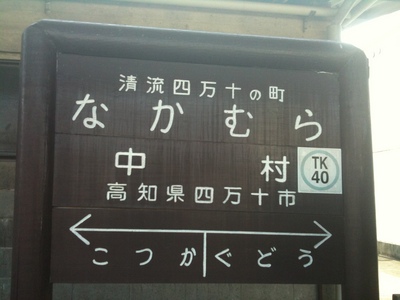 清流四万十の町
なかむら
中村
TK
40
高知県四万十市
こつか ぐどう